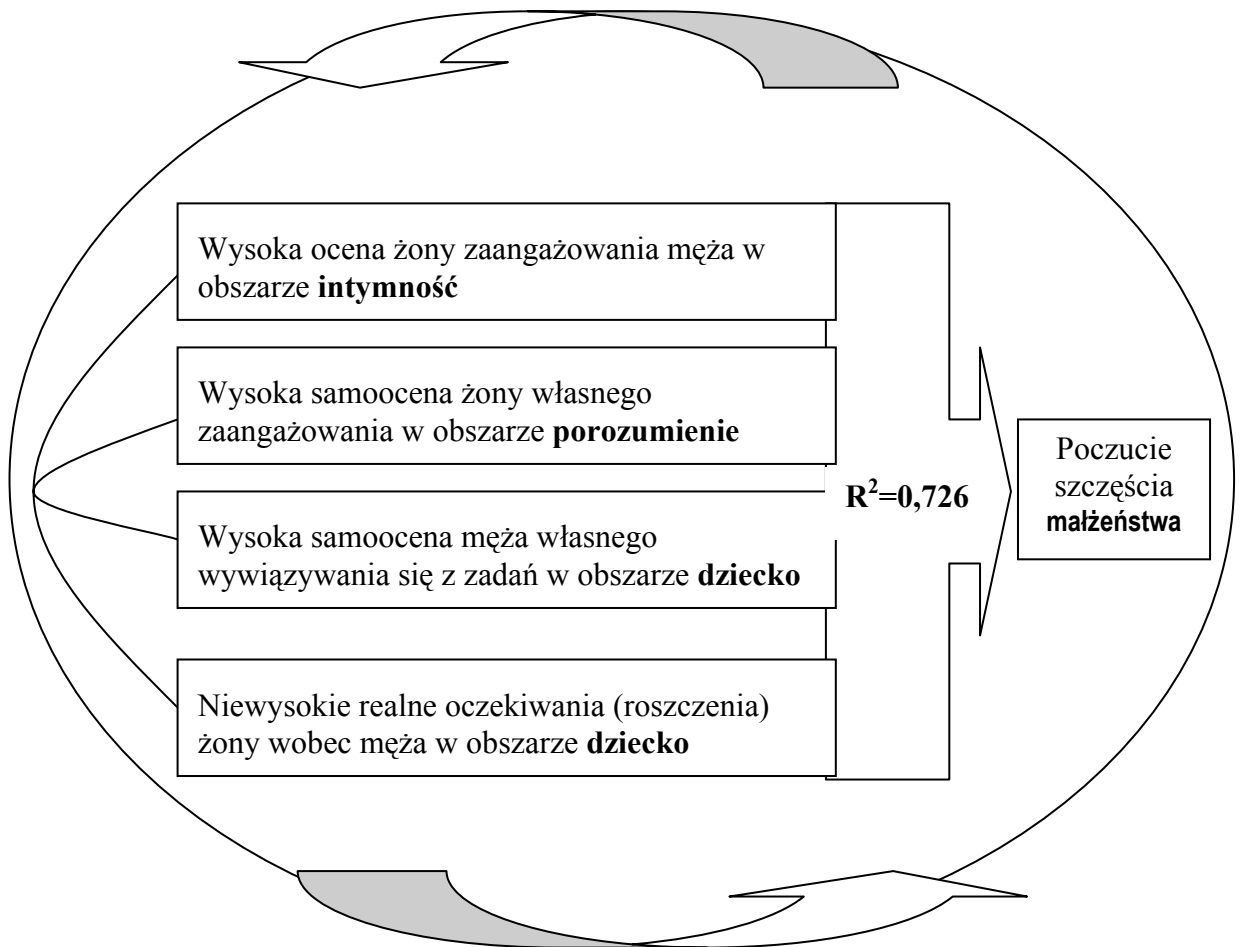 Wysoka ocena żony zaangażowania męża w
obszarze intymność
Wysoka samoocena żony własnego
zaangażowania w obszarze porozumienie
Wysoka samoocena męża własnego
wywiązywania się z zadań w obszarze dziecko
Niewysokie realne oczekiwania (roszczenia)
żony wobec męża w obszarze dziecko
R²=0,726
Poczucie
szczęścia
małżeństwa